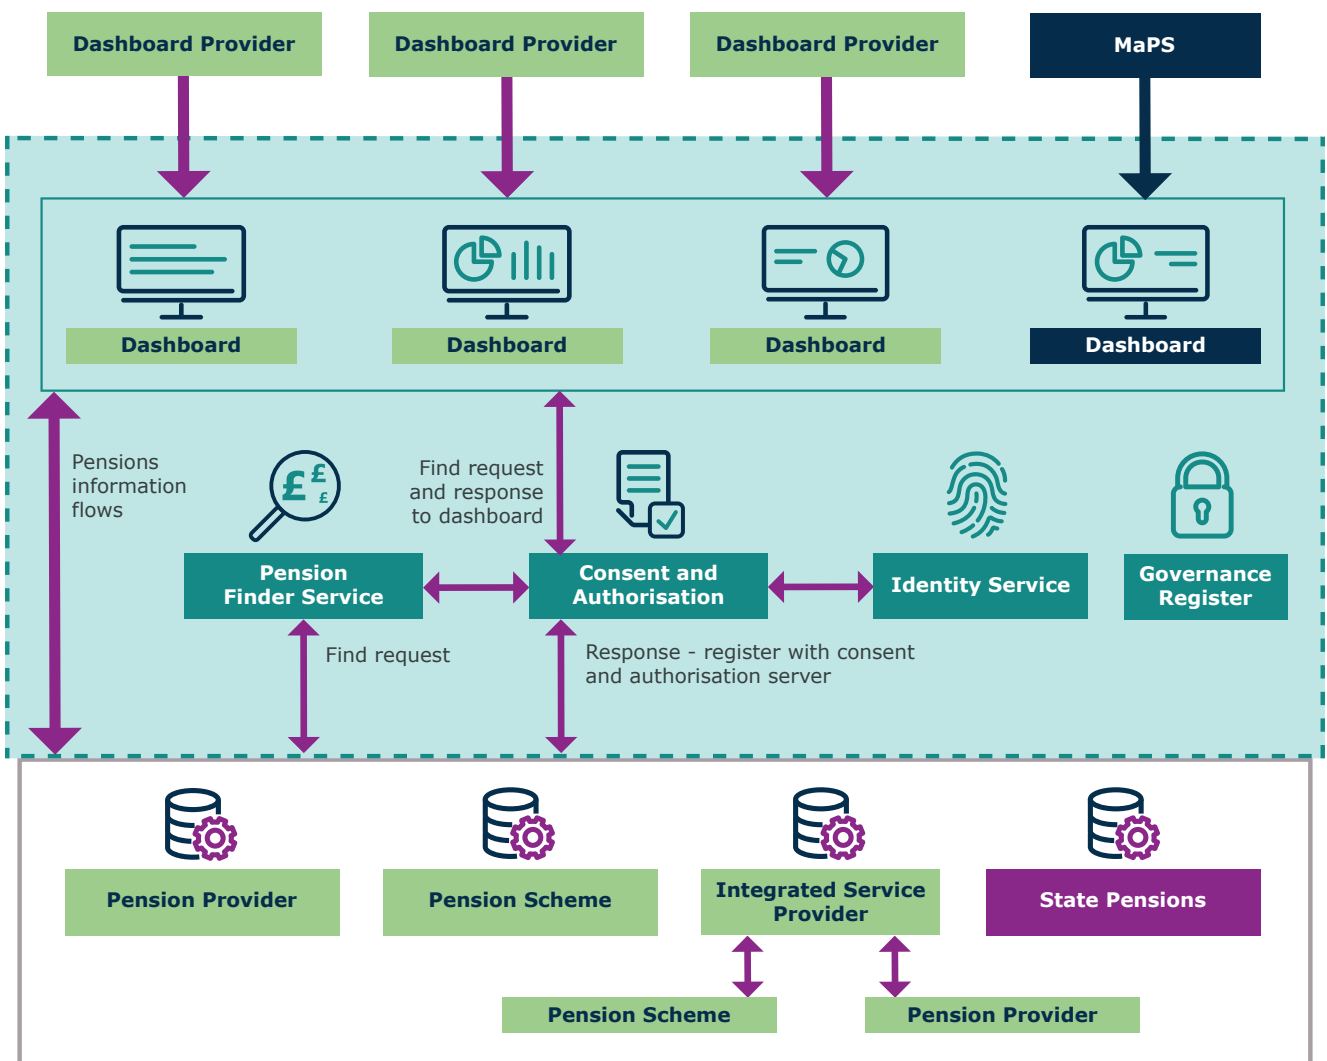 Dashboard Provider
Dashboard Provider
Dashboard Provider
MaPS
Dashboard
Dashboard
Dashboard
Dashboard
Pensions
information
flows
£ £ £
Find request
and response
to dashboard
Pension
Finder Service
Consent and
Authorisation
Identity Service
Governance
Register
Find request
Response - register with consent
and authorisation server
Pension Provider
Pension Scheme
Integrated Service
Provider
State Pensions
Pension Scheme
Pension Provider